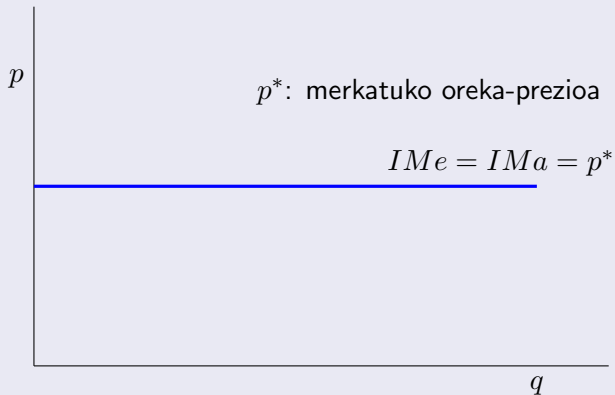 p
p*: merkatuko oreka-prezioa
IMe = IMa = p*
q